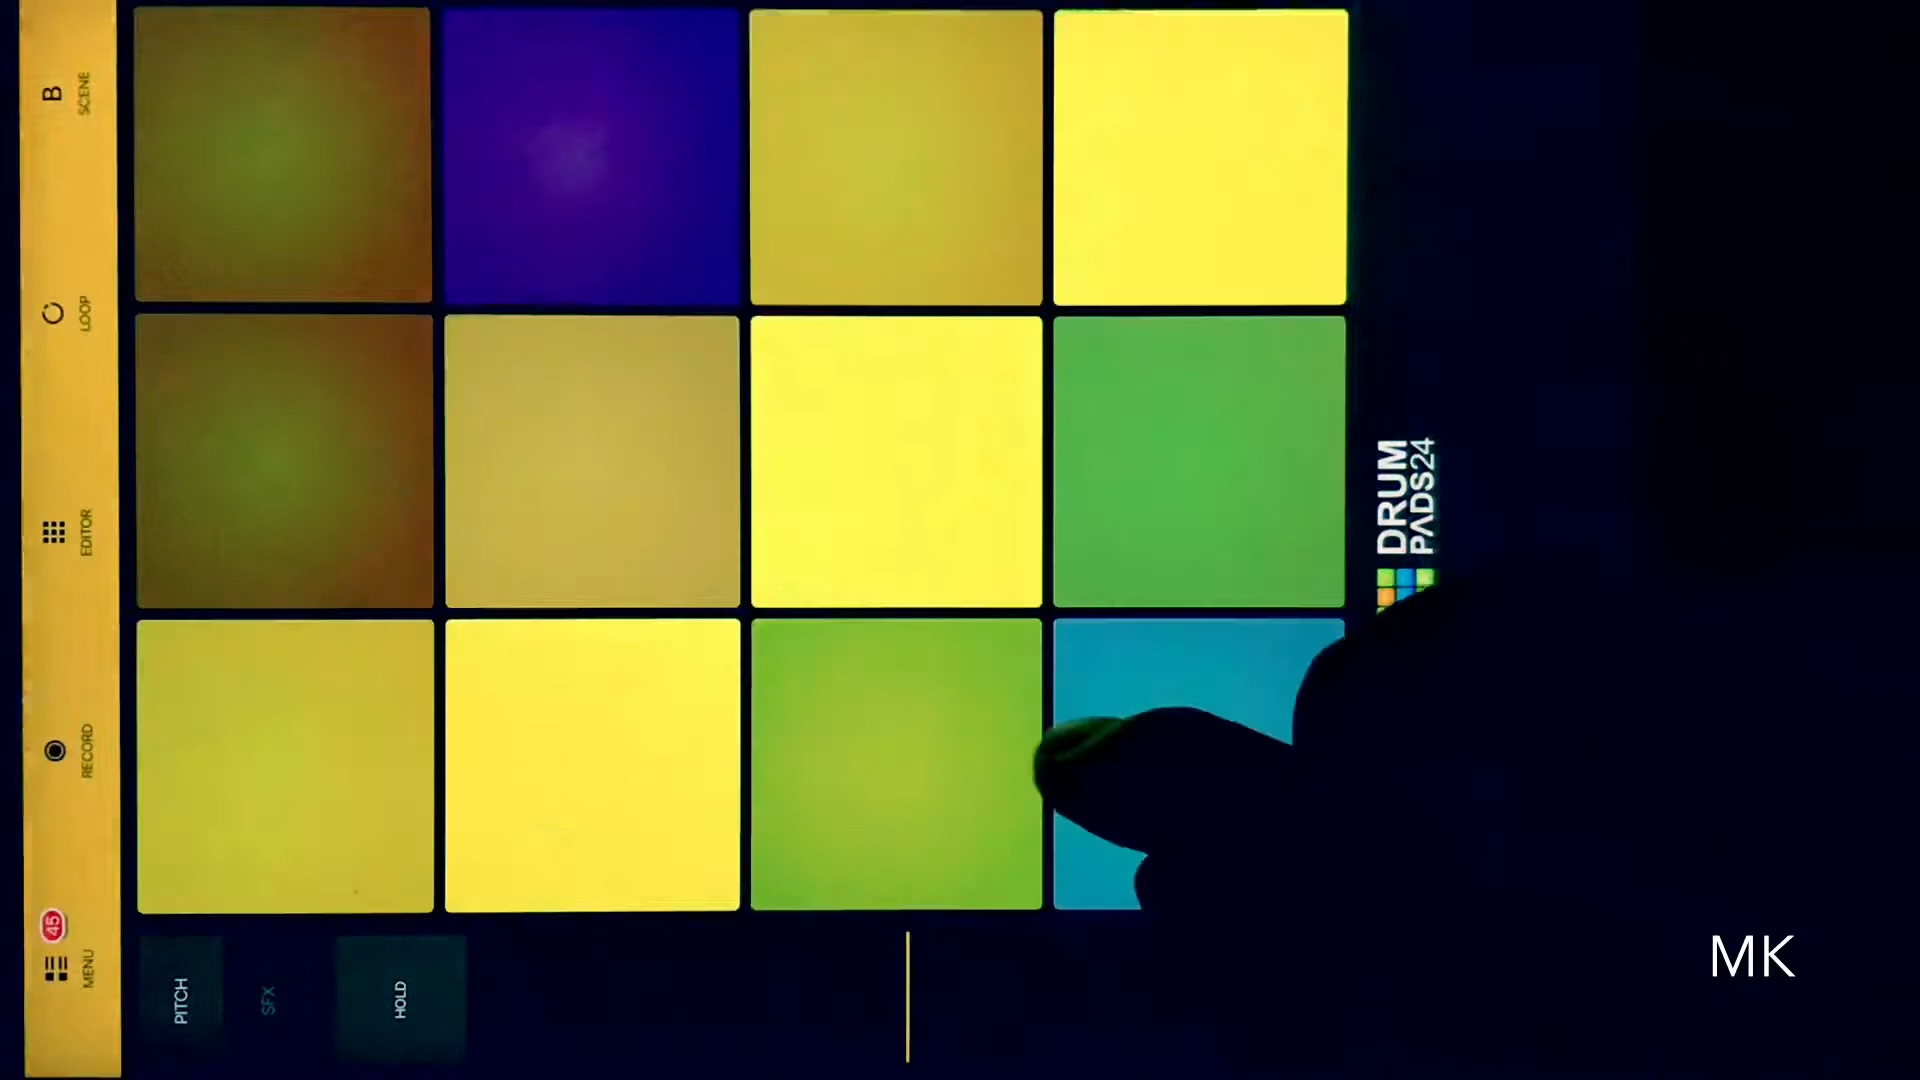 B
SCENE
LOOP
EDITOR
RECORD
45
MENU
PITCH
SFX
HOLD
DRUM
PADS24
MK